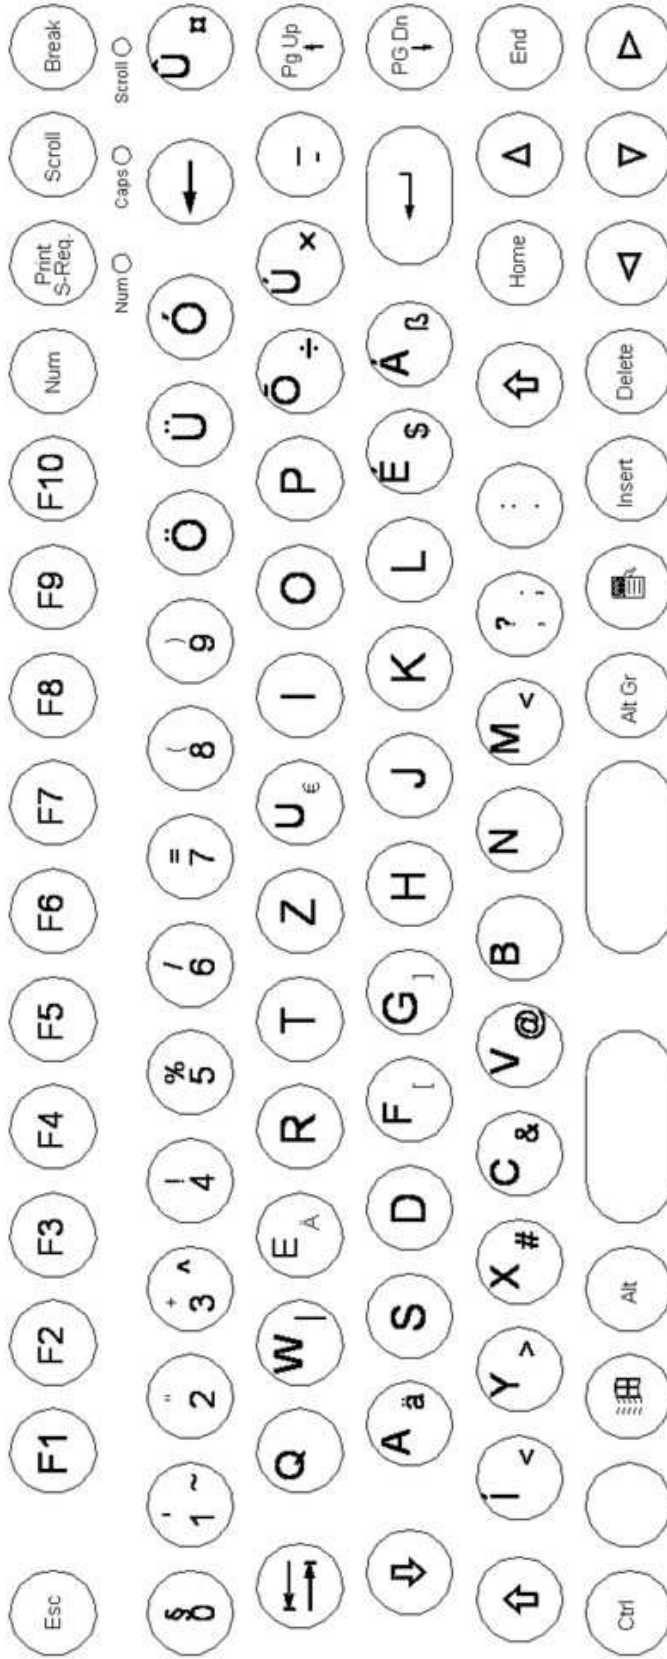 Esc F1 F2 F3 F4 F5 F6 F7 F8 F9 F10 Num Print S-Req. Scroll Break
Num Caps Scroll
§ 0 ' 1 ~ " 2 + 3 ^ ! 4 % 5 / 6 = 7 ( 8 ) 9 Ö Ü Ó ← Û ¤
Q W | E Ä R T Z U € I O P Õ ÷ Ú × _ - Pg Up
A ä S D F [ G ] H J K L É $ Á ß PG Dn
Í < Y > X # C & V @ B N M < ? , ; : . Home End
Ctrl Alt Alt Gr Insert Delete